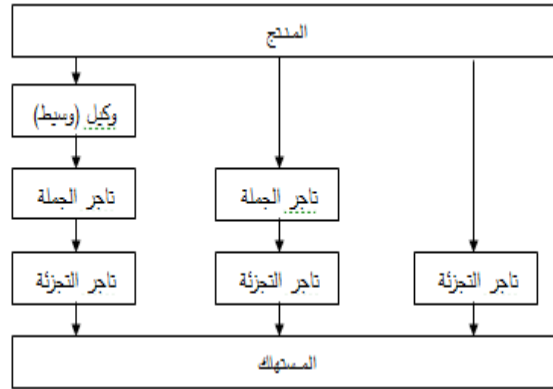 المنتج
وكيل (وسيط)
تاجر الجملة
تاجر الجملة
تاجر التجزئة
تاجر التجزئة
تاجر التجزئة
المستهلك